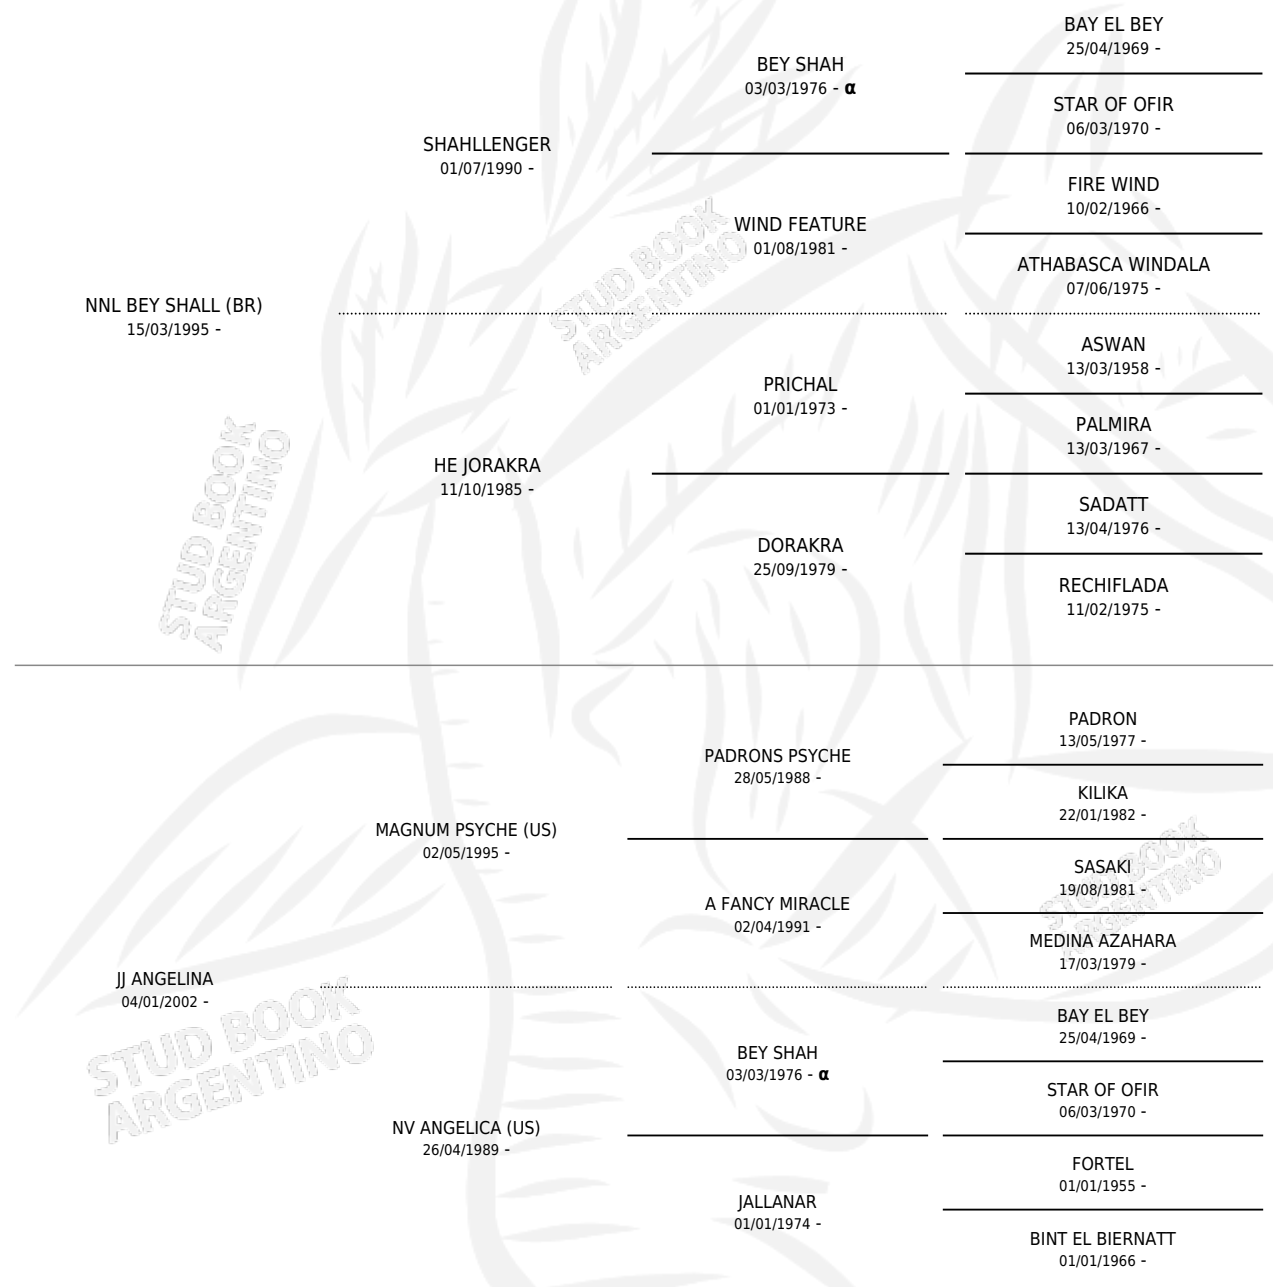 BAY EL BEY
25/04/1969 -
BEY SHAH
03/03/1976 - α
STAR OF OFIR
06/03/1970 -
SHAHLLENGER
01/07/1990 -
FIRE WIND
10/02/1966 -
WIND FEATURE
01/08/1981 -
ATHABASCA WINDALA
07/06/1975 -
NNL BEY SHALL (BR)
15/03/1995 -
ASWAN
13/03/1958 -
PRICHAL
01/01/1973 -
PALMIRA
13/03/1967 -
HE JORAKRA
11/10/1985 -
SADATT
13/04/1976 -
DORAKRA
25/09/1979 -
RECHIFLADA
11/02/1975 -
PADRON
13/05/1977 -
PADRONS PSYCHE
28/05/1988 -
KILIKA
22/01/1982 -
MAGNUM PSYCHE (US)
02/05/1995 -
SASAKI
19/08/1981 -
A FANCY MIRACLE
02/04/1991 -
MEDINA AZAHARA
17/03/1979 -
JJ ANGELINA
04/01/2002 -
BAY EL BEY
25/04/1969 -
BEY SHAH
03/03/1976 - α
STAR OF OFIR
06/03/1970 -
NV ANGELICA (US)
26/04/1989 -
FORTEL
01/01/1955 -
JALLANAR
01/01/1974 -
BINT EL BIERNATT
01/01/1966 -
STUD BOOK
ARGENTINO
STUD BOOK
ARGENTINO
STUD BOOK
ARGENTINO
STUD BOOK
ARGENTINO